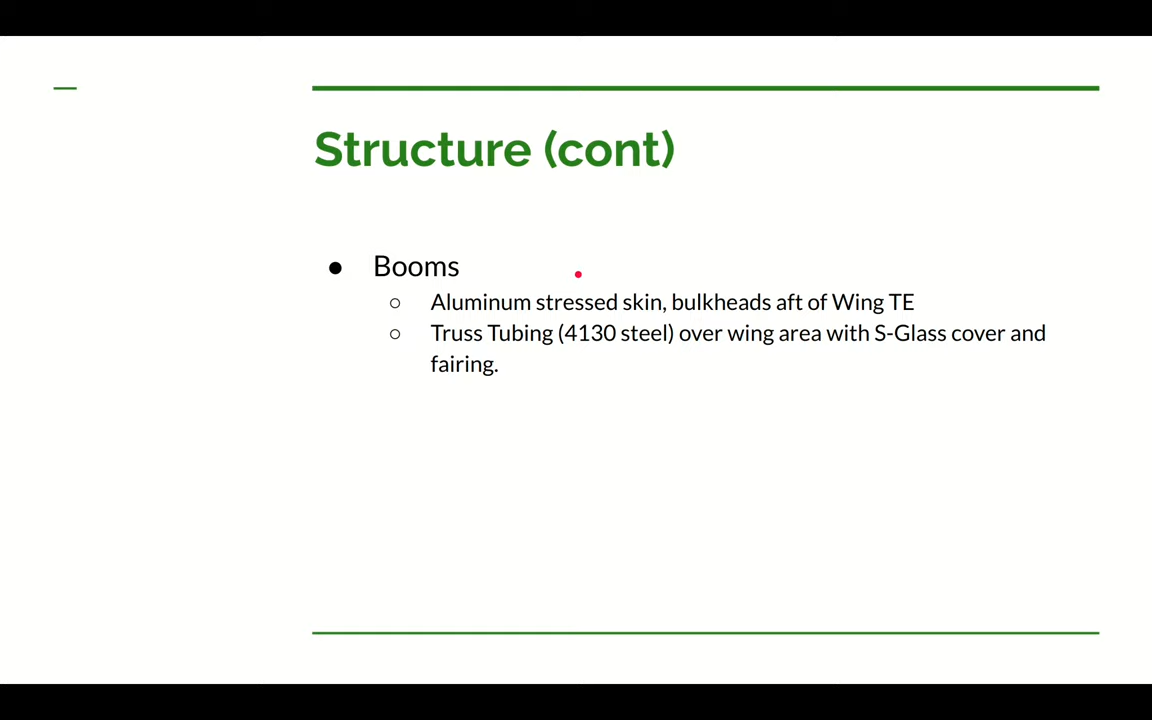 Structure (cont)
● Booms
○ Aluminum stressed skin, bulkheads aft of Wing TE
○ Truss Tubing (4130 steel) over wing area with S-Glass cover and
fairing.